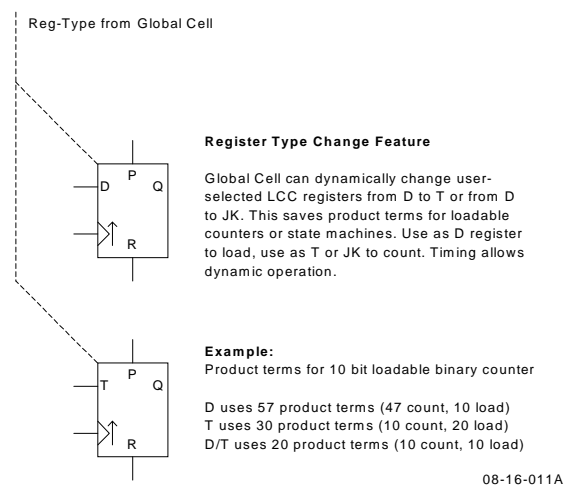 Reg-Type from Global Cell
P
D
Q
R
Register Type Change Feature
Global Cell can dynamically change user-
selected LCC registers from D to T or from D
to JK. This saves product terms for loadable
counters or state machines. Use as D register
to load, use as T or JK to count. Timing allows
dynamic operation.
P
T
Q
R
Example:
Product terms for 10 bit loadable binary counter
D uses 57 product terms (47 count, 10 load)
T uses 30 product terms (10 count, 20 load)
D/T uses 20 product terms (10 count, 10 load)
08-16-011A